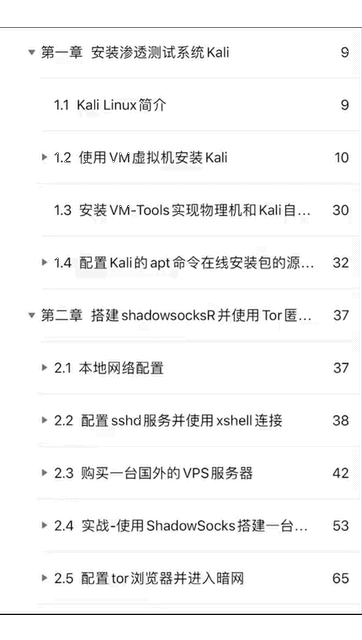 第一章 安装渗透测试系统Kali 9
1.1 Kali Linux简介 9
1.2 使用VM虚拟机安装Kali 10
1.3 安装VM-Tools实现物理机和Kali自... 30
1.4 配置Kali的apt命令在线安装包的源... 32
第二章 搭建shadowsocksR并使用Tor匿... 37
2.1 本地网络配置 37
2.2 配置sshd服务并使用xshell连接 38
2.3 购买一台国外的VPS服务器 42
2.4 实战-使用ShadowSocks搭建一台... 53
2.5 配置tor浏览器并进入暗网 65